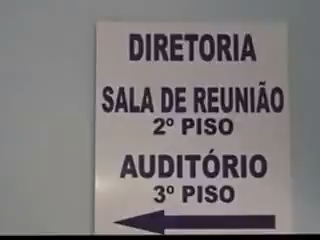 DIRETORIA
SALA DE REUNIÃO
2º PISO
AUDITÓRIO
3º PISO